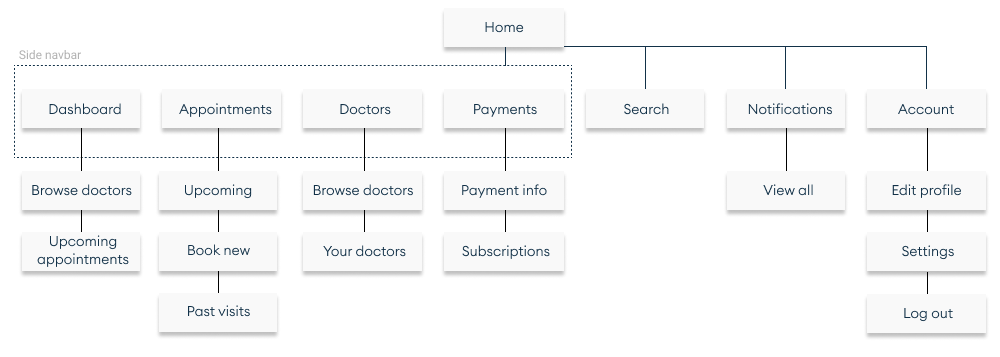 Home
Side navbar
Dashboard
Appointments
Doctors
Payments
Search
Notifications
Account
Browse doctors
Upcoming
Browse doctors
Payment info
View all
Edit profile
Upcoming
appointments
Book new
Your doctors
Subscriptions
Settings
Past visits
Log out